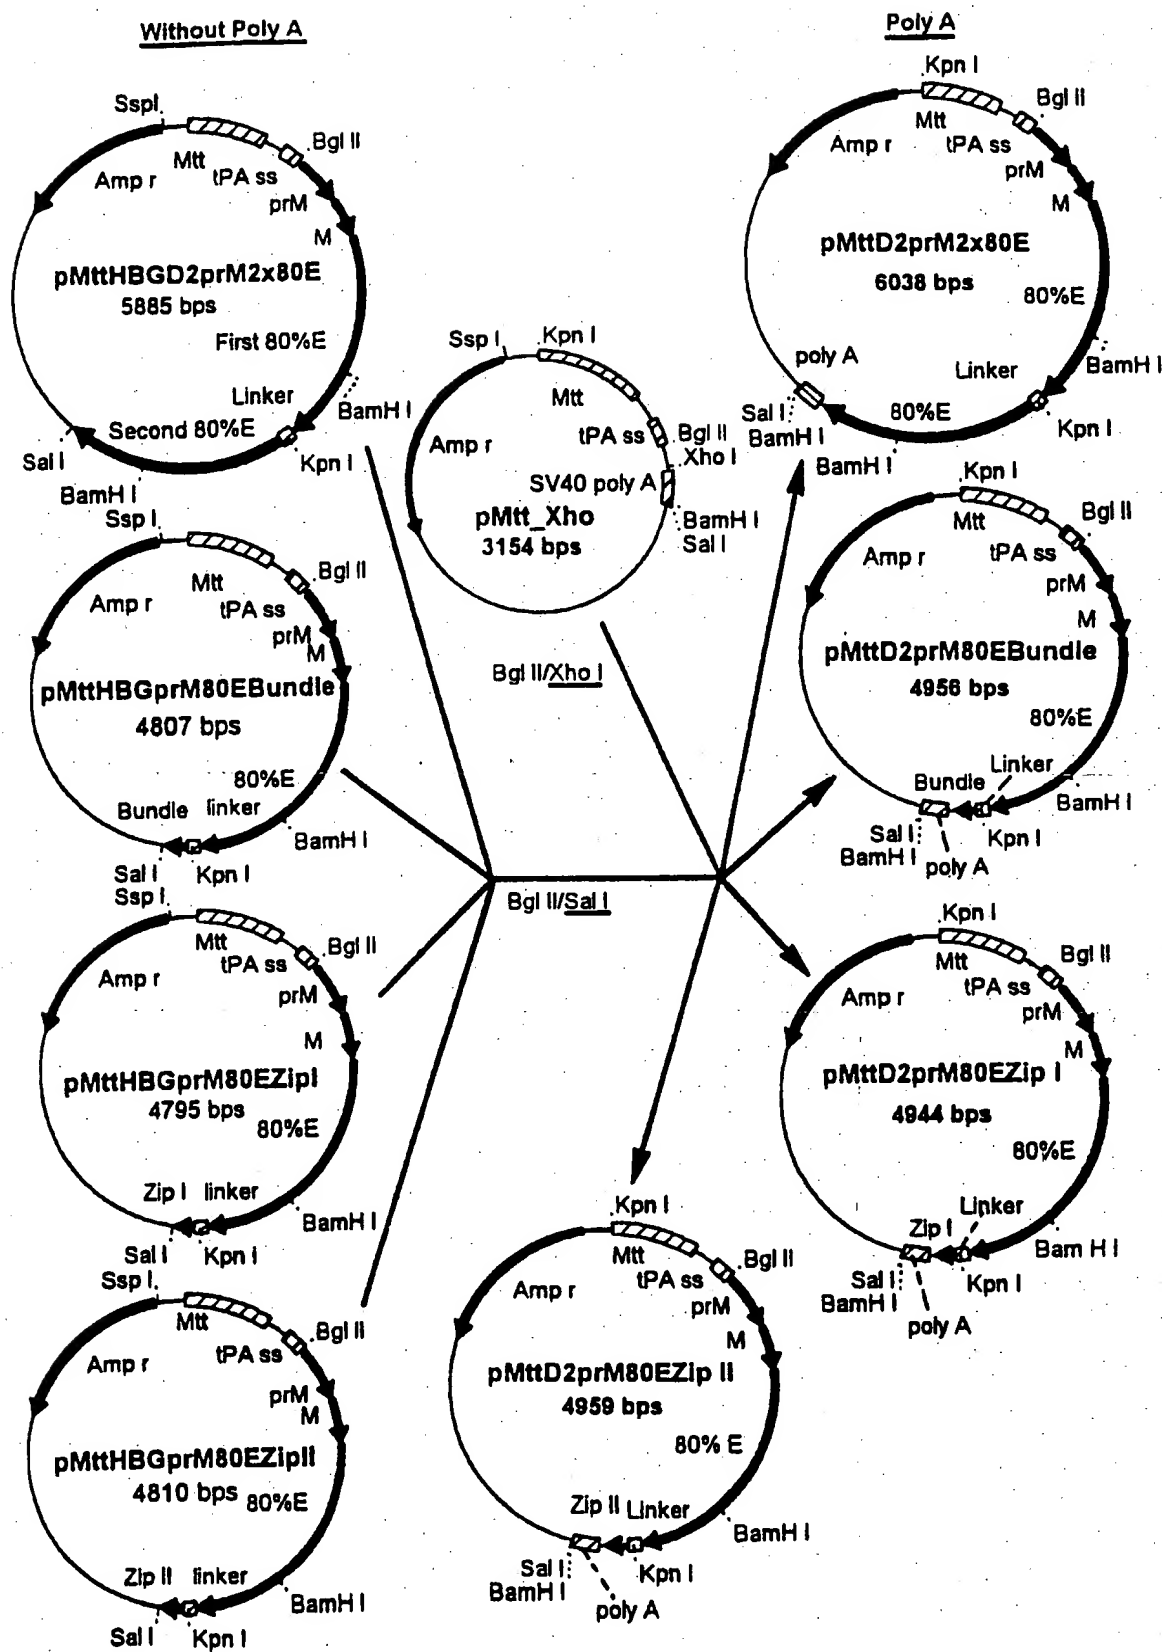 Without Poly A
Poly A
SspI
Mtt
tPA ss
Bgl II
prM
M
Amp r
pMttHBGD2prM2x80E
5885 bps
First 80%E
Linker
BamH I
Second 80%E
Sal I
Kpn I
BamH I
Ssp I
Mtt
tPA ss
Bgl II
Amp r
prM
M
pMttHBGprM80EBundle
4807 bps
80%E
Bundle linker
BamH I
Sal I
Kpn I
Ssp I
Mtt
tPA ss
Bgl II
Amp r
prM
M
pMttHBGprM80EZipI
4795 bps
80%E
Zip I linker
BamH I
Sal I
Kpn I
Ssp I
Mtt
tPA ss
Bgl II
Amp r
prM
M
pMttHBGprM80EZipII
4810 bps
80%E
Zip II linker
BamH I
Sal I
Kpn I
Ssp I
Kpn I
Mtt
Amp r
tPA ss
Bgl II
Xho I
SV40 poly A
pMtt_Xho
3154 bps
BamH I
Sal I
Bgl II/Xho I
Bgl II/Sal I
Kpn I
Mtt
tPA ss
Bgl II
Amp r
prM
M
pMttD2prM2x80E
6038 bps
80%E
poly A
Linker
BamH I
Sal I
BamH I
80%E
Kpn I
BamH I
Kpn I
Mtt
tPA ss
Bgl II
Amp r
prM
M
pMttD2prM80EBundle
4956 bps
80%E
Linker
Bundle
BamH I
Sal I
BamH I
Kpn I
poly A
Kpn I
Mtt
tPA ss
Bgl II
Amp r
prM
M
pMttD2prM80EZip I
4944 bps
80%E
Linker
Zip I
Bam H I
Sal I
BamH I
Kpn I
poly A
Kpn I
Mtt
tPA ss
Bgl II
Amp r
prM
M
pMttD2prM80EZip II
4959 bps
80% E
Zip II Linker
BamH I
Sal I
BamH I
Kpn I
poly A